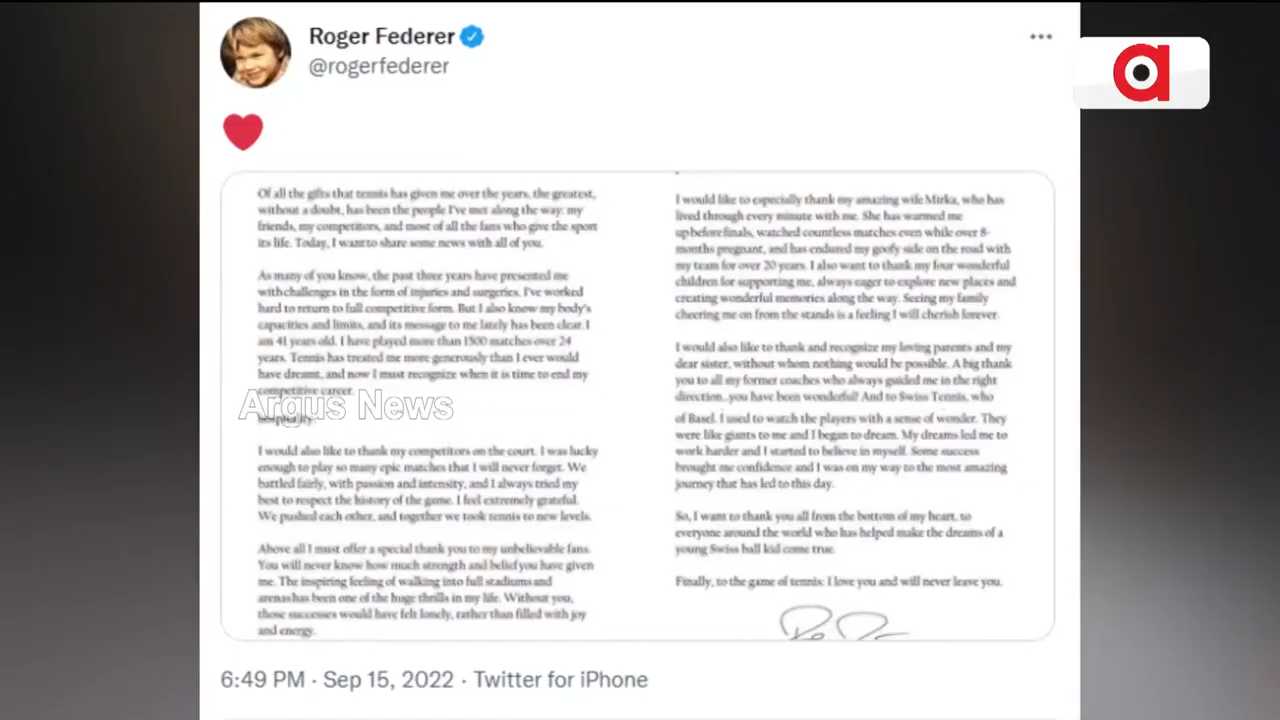 Roger Federer
@rogerfederer
Of all the gifts that tennis has given me over the years, the greatest,
without a doubt, has been the people I've met along the way: my
friends, my competitors, and most of all the fans who give the sport
its life. Today, I want to share some news with all of you.
As many of you know, the past three years have presented me
with challenges in the form of injuries and surgeries. I've worked
hard to return to full competitive form. But I also know my body's
capacities and limits, and its message to me lately has been clear. I
am 41 years old. I have played more than 1500 matches over 24
years. Tennis has treated me more generously than I ever would
have dreamt, and now I must recognize when it is time to end my
competitive career.
Argus News
hospitality.
I would also like to thank my competitors on the court. I was lucky
enough to play so many epic matches that I will never forget. We
battled fairly, with passion and intensity, and I always tried my
best to respect the history of the game. I feel extremely grateful.
We pushed each other, and together we took tennis to new levels.
Above all I must offer a special thank you to my unbelievable fans.
You will never know how much strength and belief you have given
me. The inspiring feeling of walking into full stadiums and
arenas has been one of the huge thrills in my life. Without you,
those successes would have felt lonely, rather than filled with joy
and energy.
I would like to especially thank my amazing wife Mirka, who has
lived through every minute with me. She has warmed me
up before finals, watched countless matches even while over 8-
months pregnant, and has endured my goofy side on the road with
my team for over 20 years. I also want to thank my four wonderful
children for supporting me, always eager to explore new places and
creating wonderful memories along the way. Seeing my family
cheering me on from the stands is a feeling I will cherish forever.
I would also like to thank and recognize my loving parents and my
dear sister, without whom nothing would be possible. A big thank
you to all my former coaches who always guided me in the right
direction...you have been wonderful! And to Swiss Tennis, who
of Basel. I used to watch the players with a sense of wonder. They
were like giants to me and I began to dream. My dreams led me to
work harder and I started to believe in myself. Some success
brought me confidence and I was on my way to the most amazing
journey that has led to this day.
So, I want to thank you all from the bottom of my heart, to
everyone around the world who has helped make the dreams of a
young Swiss ball kid come true.
Finally, to the game of tennis: I love you and will never leave you.
6:49 PM · Sep 15, 2022 · Twitter for iPhone
a